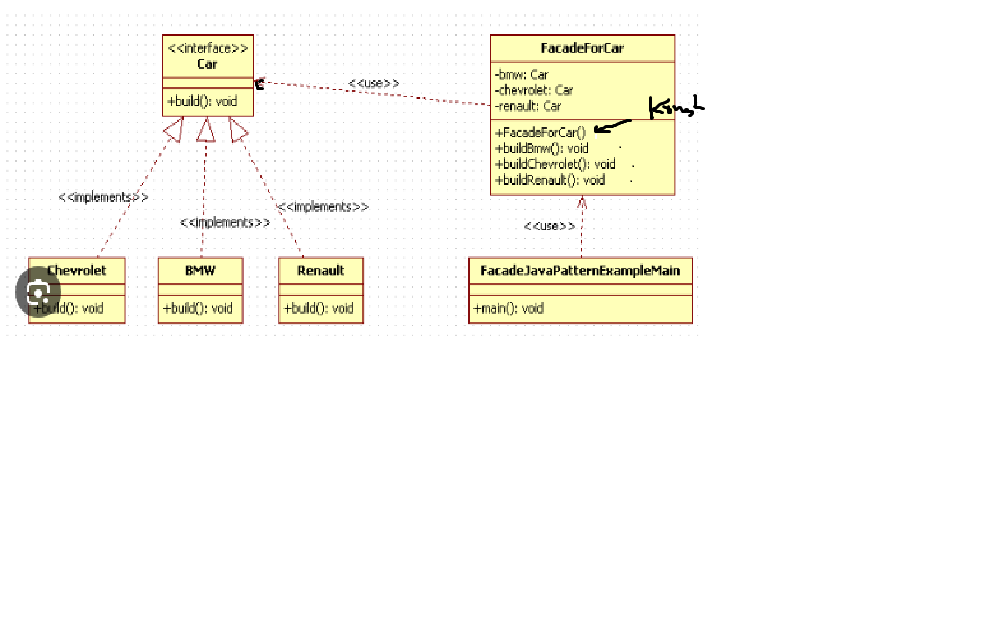 <<interface>>
Car
+build(): void
<<use>>
FacadeForCar
-bmw: Car
-chevrolet: Car
-renault: Car
+FacadeForCar()
+buildBmw(): void
+buildChevrolet(): void
+buildRenault(): void
<<implements>>
<<implements>>
<<implements>>
<<use>>
Chevrolet
+build(): void
BMW
+build(): void
Renault
+build(): void
FacadeJavaPatternExampleMain
+main(): void